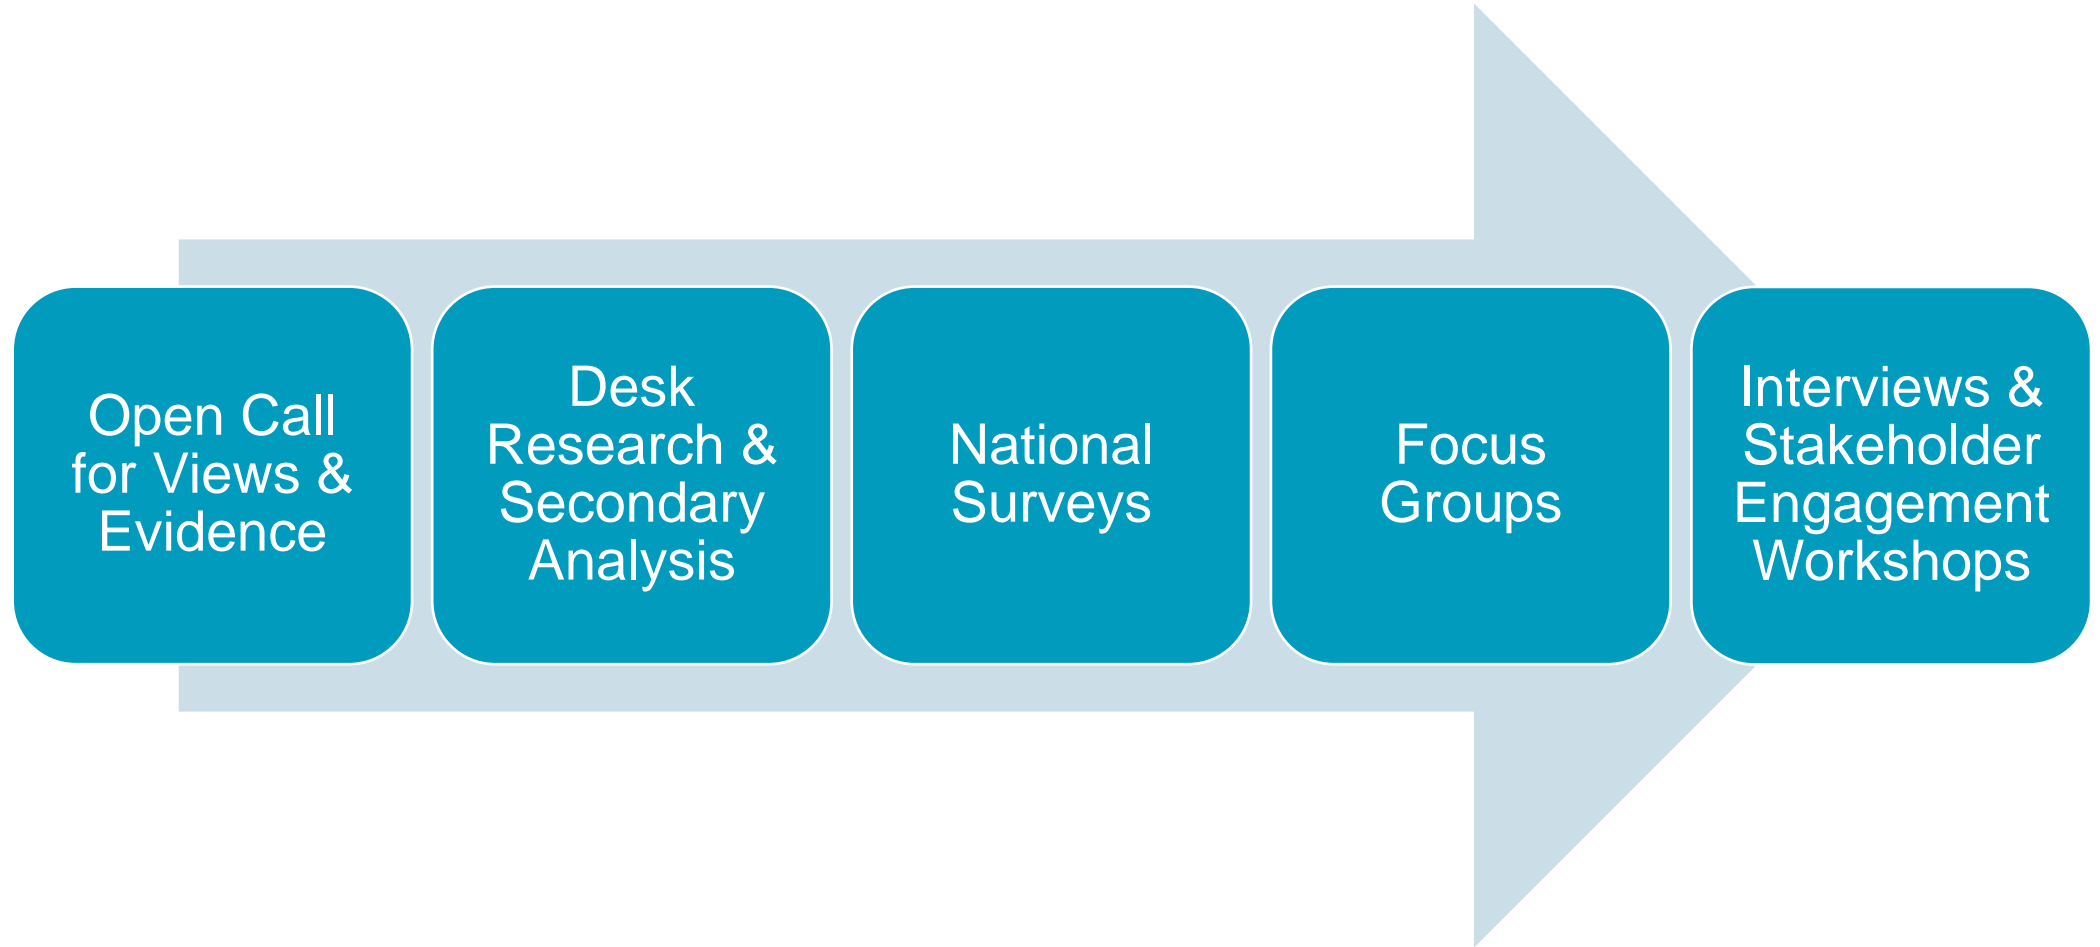 Open Call
for Views &
Evidence
Desk
Research &
Secondary
Analysis
National
Surveys
Focus
Groups
Interviews &
Stakeholder
Engagement
Workshops